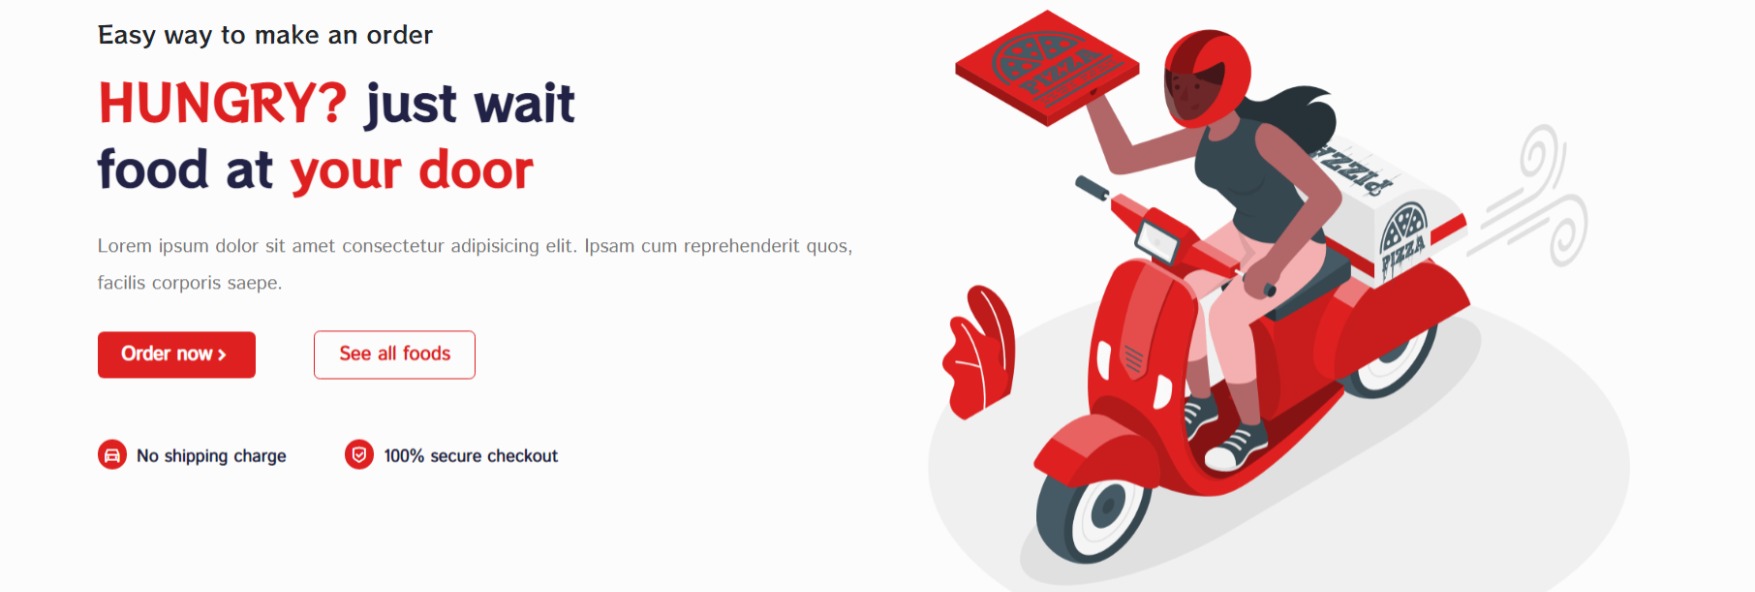 Easy way to make an order
HUNGRY? just wait
food at your door
Lorem ipsum dolor sit amet consectetur adipisicing elit. Ipsam cum reprehenderit quos,
facilis corporis saepe.
Order now ›
See all foods
No shipping charge
100% secure checkout
PIZZA
PIZZA
PIZZA